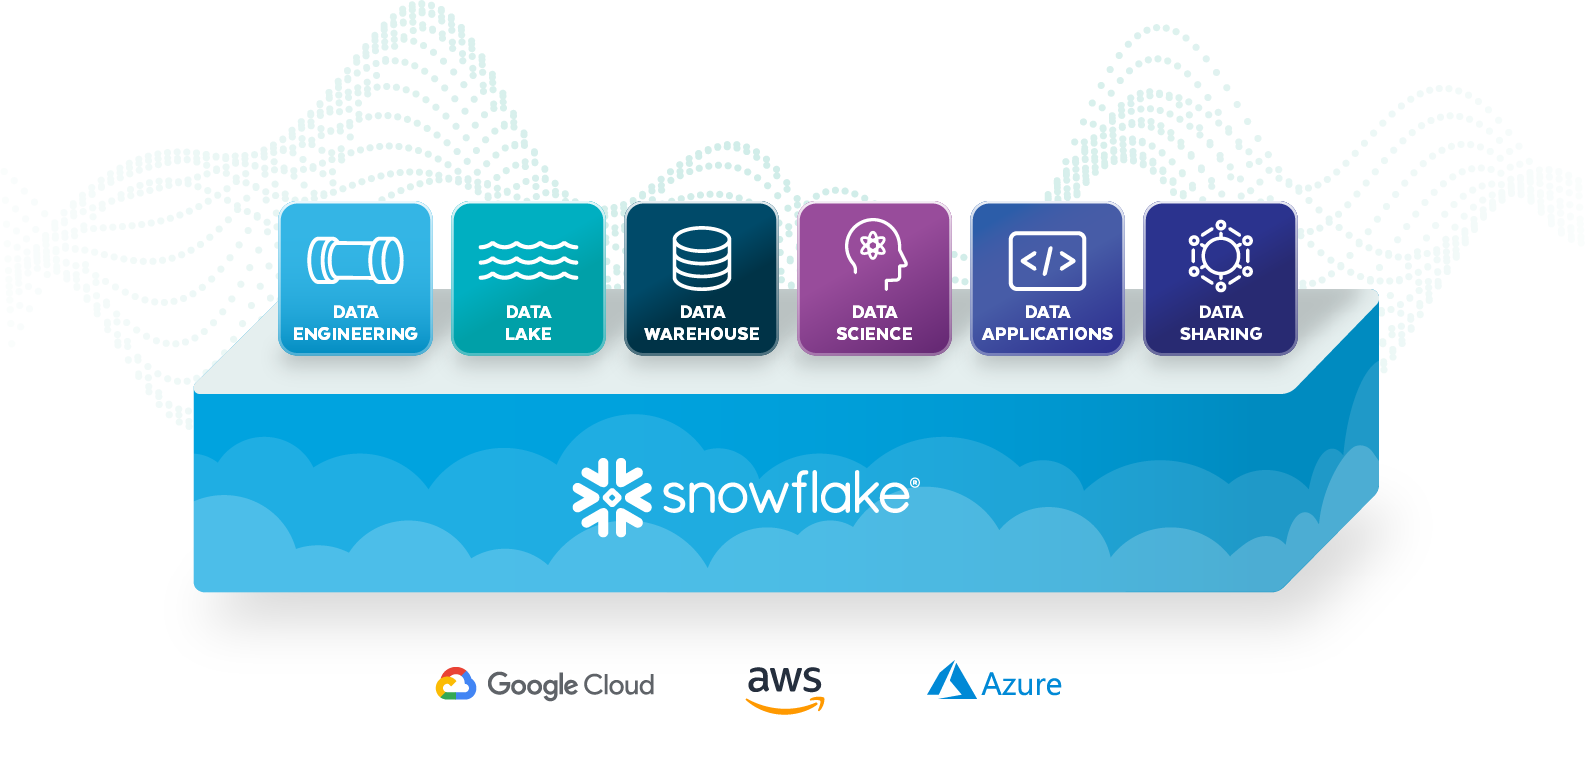 DATA
ENGINEERING
DATA
LAKE
DATA
WAREHOUSE
DATA
SCIENCE
DATA
APPLICATIONS
DATA
SHARING
snowflake®
Google Cloud
aws
Azure